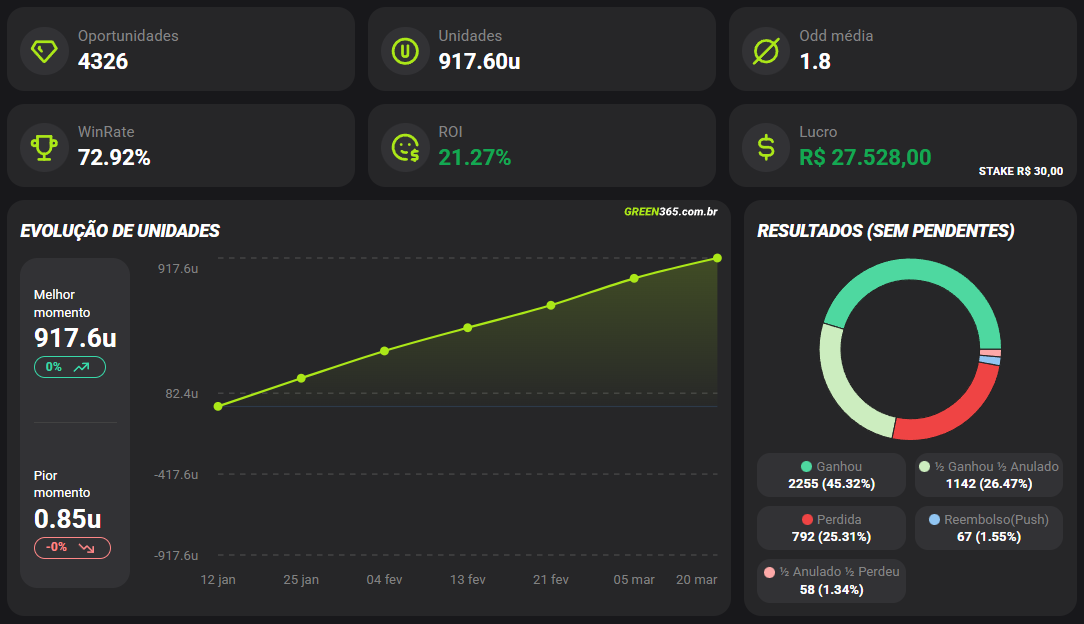 Oportunidades
4326
Unidades
917.60u
Odd média
1.8
WinRate
72.92%
ROI
21.27%
Lucro
R$ 27.528,00
STAKE R$ 30,00
EVOLUÇÃO DE UNIDADES
GREEN365.com.br
Melhor
momento
917.6u
0%
Pior
momento
0.85u
-0%
917.6u
82.4u
-417.6u
-917.6u
12 jan
25 jan
04 fev
13 fev
21 fev
05 mar
20 mar
RESULTADOS (SEM PENDENTES)
Ganhou
2255 (45.32%)
½ Ganhou ½ Anulado
1142 (26.47%)
Perdida
792 (25.31%)
Reembolso(Push)
67 (1.55%)
½ Anulado ½ Perdeu
58 (1.34%)